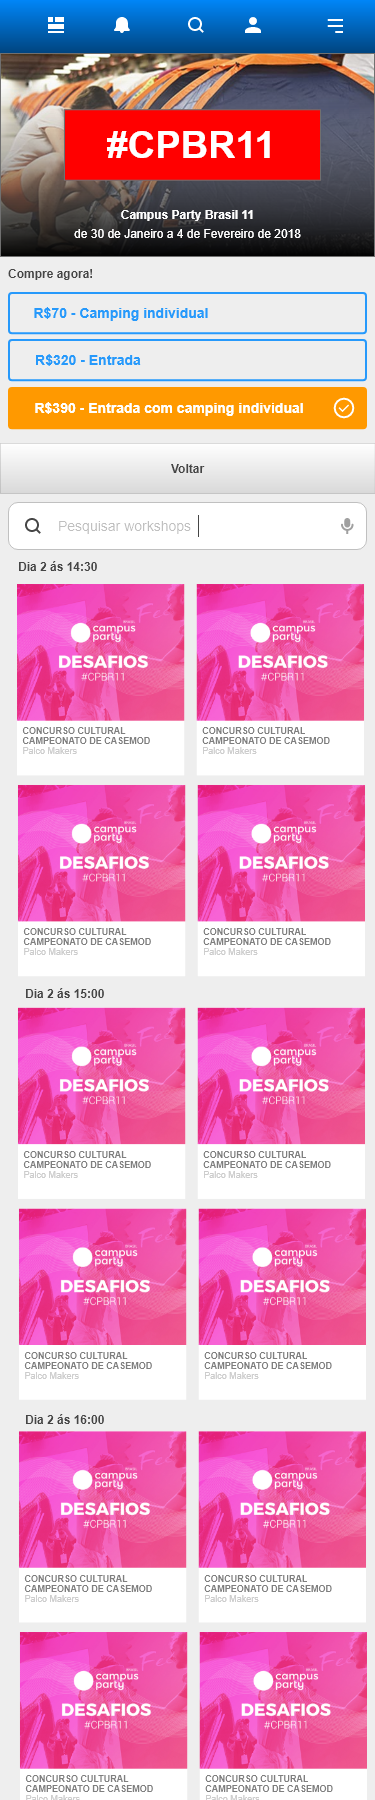 #CPBR11
Campus Party Brasil 11
de 30 de Janeiro a 4 de Fevereiro de 2018
Compre agora!
R$70 - Camping individual
R$320 - Entrada
R$390 - Entrada com camping individual
Voltar
Pesquisar workshops
Dia 2 ás 14:30
campus party
DESAFIOS
#CPBR11
CONCURSO CULTURAL
CAMPEONATO DE CASEMOD
Palco Makers
campus party
DESAFIOS
#CPBR11
CONCURSO CULTURAL
CAMPEONATO DE CASEMOD
Palco Makers
campus party
DESAFIOS
#CPBR11
CONCURSO CULTURAL
CAMPEONATO DE CASEMOD
Palco Makers
campus party
DESAFIOS
#CPBR11
CONCURSO CULTURAL
CAMPEONATO DE CASEMOD
Palco Makers
Dia 2 ás 15:00
campus party
DESAFIOS
#CPBR11
CONCURSO CULTURAL
CAMPEONATO DE CASEMOD
Palco Makers
campus party
DESAFIOS
#CPBR11
CONCURSO CULTURAL
CAMPEONATO DE CASEMOD
Palco Makers
campus party
DESAFIOS
#CPBR11
CONCURSO CULTURAL
CAMPEONATO DE CASEMOD
Palco Makers
campus party
DESAFIOS
#CPBR11
CONCURSO CULTURAL
CAMPEONATO DE CASEMOD
Palco Makers
Dia 2 ás 16:00
campus party
DESAFIOS
#CPBR11
CONCURSO CULTURAL
CAMPEONATO DE CASEMOD
Palco Makers
campus party
DESAFIOS
#CPBR11
CONCURSO CULTURAL
CAMPEONATO DE CASEMOD
Palco Makers
campus party
DESAFIOS
#CPBR11
CONCURSO CULTURAL
CAMPEONATO DE CASEMOD
Palco Makers
campus party
DESAFIOS
#CPBR11
CONCURSO CULTURAL
CAMPEONATO DE CASEMOD
Palco Makers